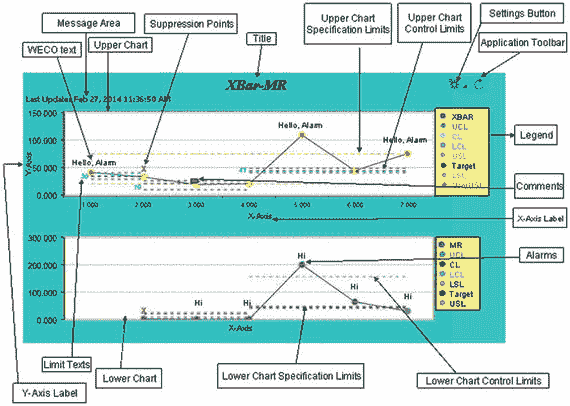 Message Area
Suppression Points
Upper Chart Specification Limits
Upper Chart Control Limits
Settings Button
WECO text
Upper Chart
Title
Application Toolbar
XBar-MR
Last Update: Feb 27, 2014 11:36:50 AM
150.000
100.000
50.000
0.000
Y-Axis
Hello, Alarm
Hello, Alarm
Hello, Alarm
1.000
2.000
3.000
4.000
5.000
6.000
7.000
X-Axis
XBAR
UCL
CL
LCL
USL
Target
LSL
Legend
Comments
X-Axis Label
300.000
200.000
100.000
0.000
Hi
Hi
Hi
Hi
Hi
X-Axis
MR
UCL
CL
LCL
LSL
Target
USL
Alarms
Limit Texts
Y-Axis Label
Lower Chart
Lower Chart Specification Limits
Lower Chart Control Limits